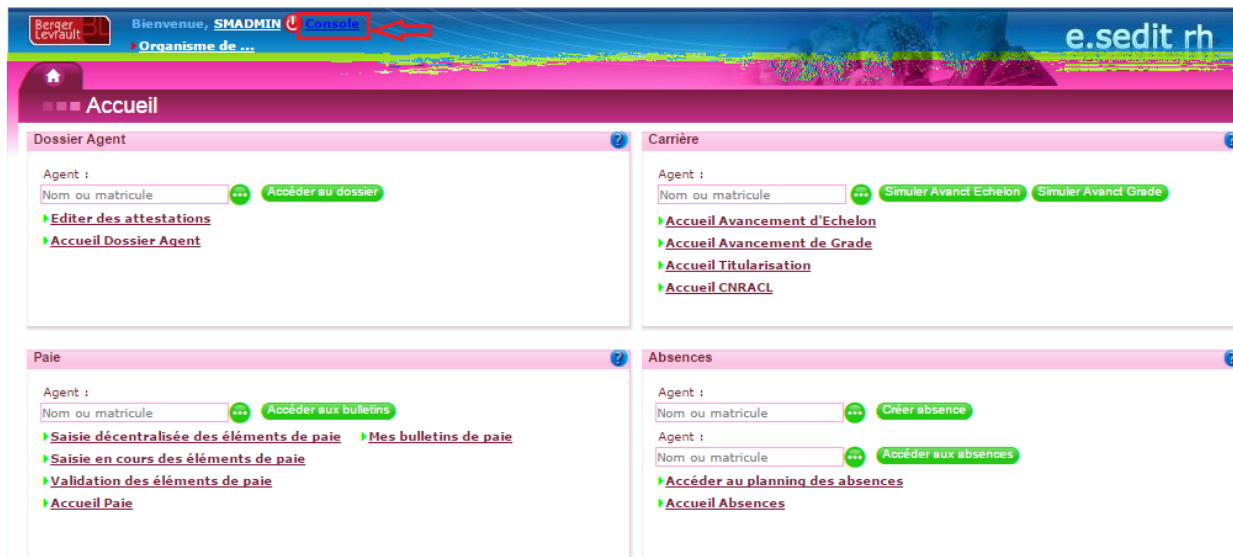 Berger Levrault BL
Bienvenue, SMADMIN Console
Organisme de ...
e.sedit rh
Accueil
Dossier Agent ?
Agent :
Nom ou matricule ... Accéder au dossier
Editer des attestations
Accueil Dossier Agent
Carrière ?
Agent :
Nom ou matricule ... Simuler Avanct Echelon Simuler Avanct Grade
Accueil Avancement d'Echelon
Accueil Avancement de Grade
Accueil Titularisation
Accueil CNRACL
Paie ?
Agent :
Nom ou matricule ... Accéder aux bulletins
Saisie décentralisée des éléments de paie Mes bulletins de paie
Saisie en cours des éléments de paie
Validation des éléments de paie
Accueil Paie
Absences ?
Agent :
Nom ou matricule ... Créer absence
Agent :
Nom ou matricule ... Accéder aux absences
Accéder au planning des absences
Accueil Absences